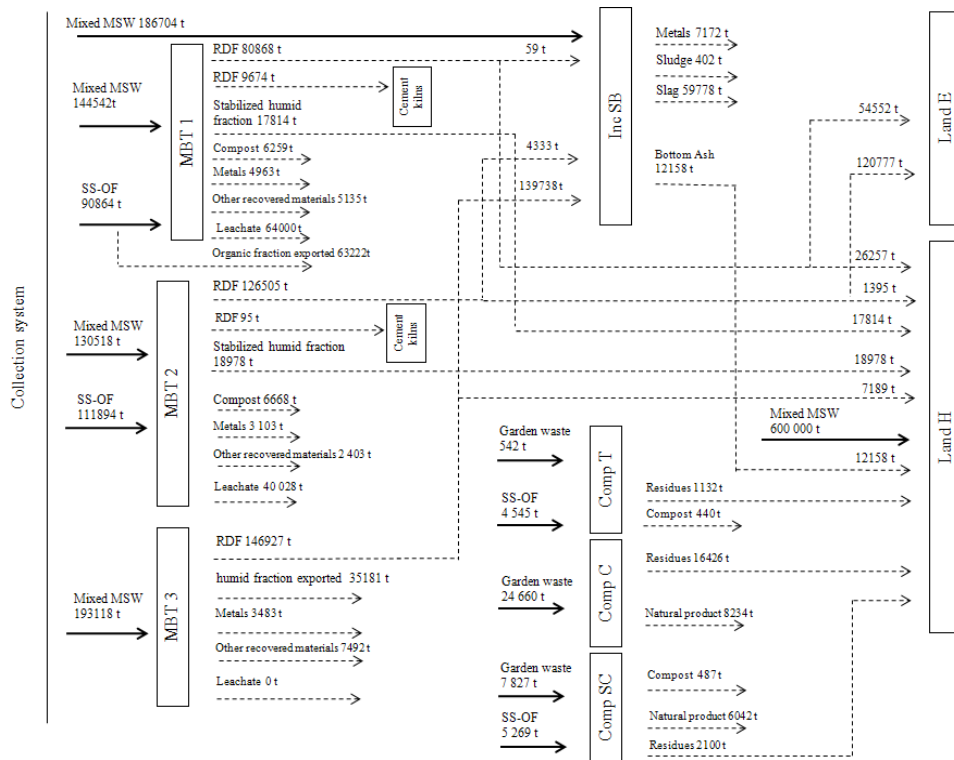 Mixed MSW 186704 t
RDF 80868 t
59 t
RDF 9674 t
Cement
kilns
Mixed MSW
144542t
Stabilized humid
fraction 17814 t
MBT 1
Compost 6259t
Metals 4963t
SS-OF
90864 t
Other recovered materials 5135t
Leachate 64000t
Organic fraction exported 63222t
4333 t
139738t
Inc SB
Metals 7172 t
Sludge 402 t
Slag 59778 t
Bottom Ash
12158 t
54552 t
120777 t
Land E
Collection system
RDF 126505 t
RDF 95 t
Cement
kilns
Mixed MSW
130518 t
Stabilized humid fraction
18978 t
MBT 2
SS-OF
111894 t
Compost 6668 t
Metals 3 103 t
Other recovered materials 2 403 t
Leachate 40 028 t
26257 t
1395 t
17814 t
18978 t
7189 t
Mixed MSW
600 000 t
12158 t
Land H
RDF 146927 t
humid fraction exported 35181 t
Mixed MSW
193118 t
MBT 3
Metals 3483t
Other recovered materials 7492t
Leachate 0 t
Garden waste
542 t
SS-OF
4 545 t
Comp T
Residues 1132 t
Compost 440 t
Garden waste
24 660 t
Comp C
Residues 16426 t
Natural product 8234t
Garden waste
7 827 t
SS-OF
5 269 t
Comp SC
Compost 487t
Natural product 6042t
Residues 2100t